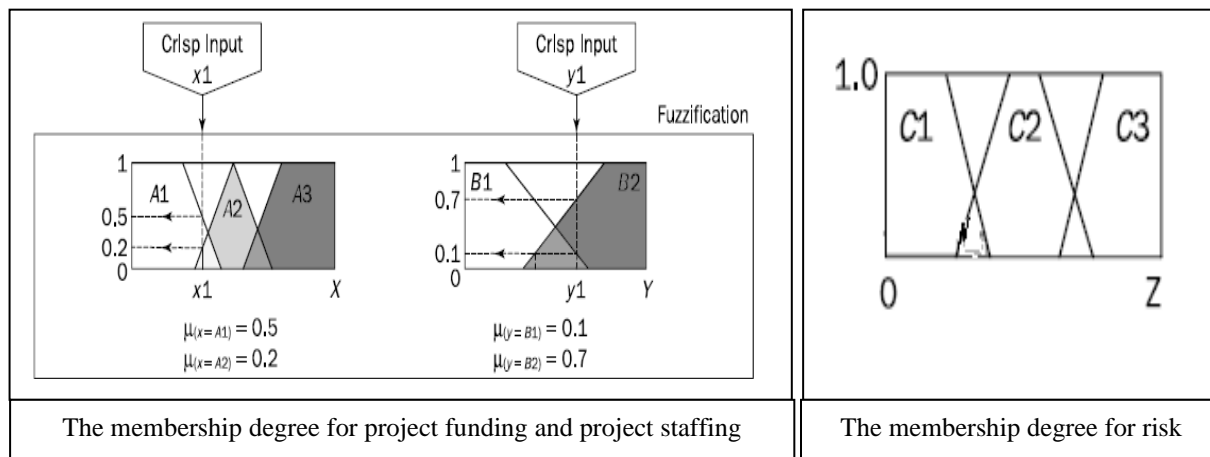 Crisp Input
x1
Crisp Input
y1
Fuzzification
1
0.5
0.2
0
A1
A2
A3
x1
X
μ(x=A1) = 0.5
μ(x=A2) = 0.2
1
0.7
0.1
0
B1
B2
y1
Y
μ(y=B1) = 0.1
μ(y=B2) = 0.7
The membership degree for project funding and project staffing
1.0
C1
C2
C3
0
Z
The membership degree for risk